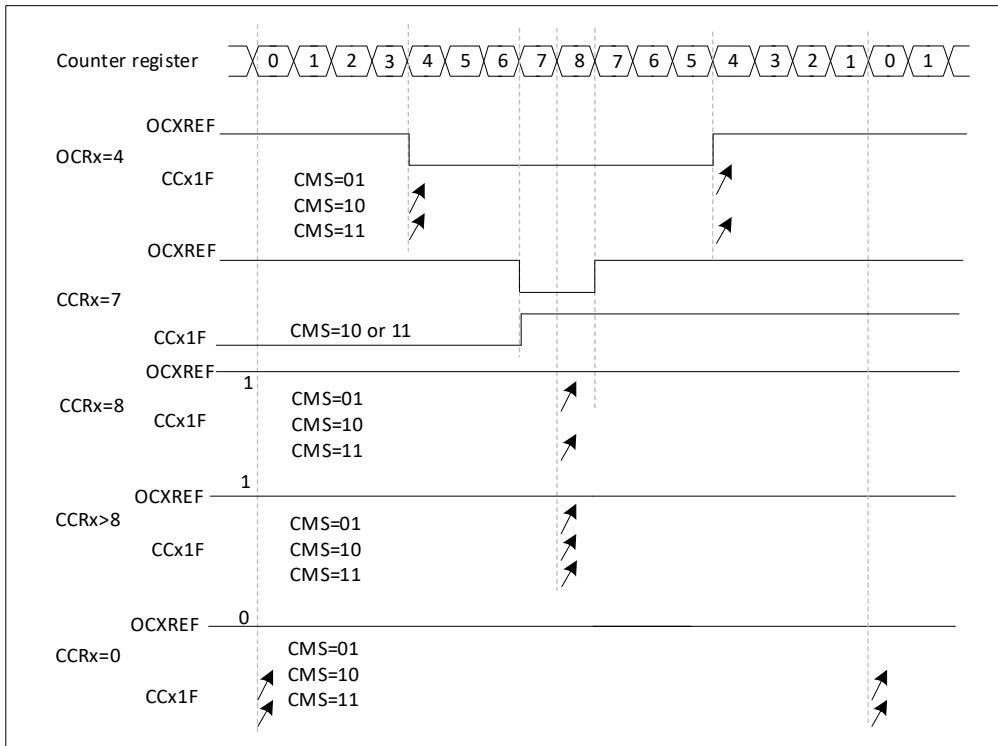 Counter register 0 1 2 3 4 5 6 7 8 7 6 5 4 3 2 1 0 1
OCXREF
OCRx=4
CCx1F
CMS=01
CMS=10
CMS=11
OCXREF
CCRx=7
CCx1F
CMS=10 or 11
OCXREF
1
CCRx=8
CCx1F
CMS=01
CMS=10
CMS=11
OCXREF
1
CCRx>8
CCx1F
CMS=01
CMS=10
CMS=11
OCXREF
0
CCRx=0
CCx1F
CMS=01
CMS=10
CMS=11